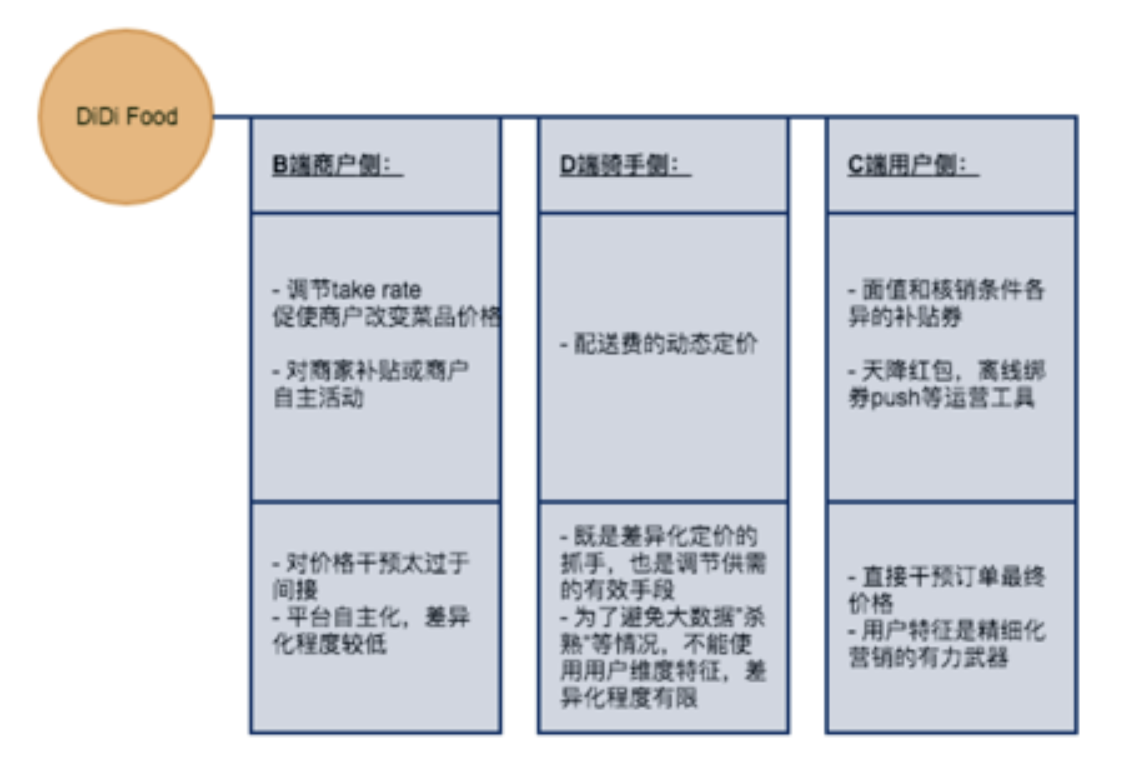 DiDi Food
B端商户侧：
- 调节take rate
促使商户改变菜品价格
- 对商家补贴或商户
自主活动
- 对价格干预太过于
间接
- 平台自主化，差异
化程度较低
D端骑手侧：
- 配送费的动态定价
- 既是差异化定价的
抓手，也是调节供需
的有效手段
- 为了避免大数据"杀
熟"等情况，不能使
用用户维度特征，差
异化程度有限
C端用户侧：
- 面值和核销条件各
异的补贴券
- 天降红包，离线绑
券push等运营工具
- 直接干预订单最终
价格
- 用户特征是精细化
营销的有力武器